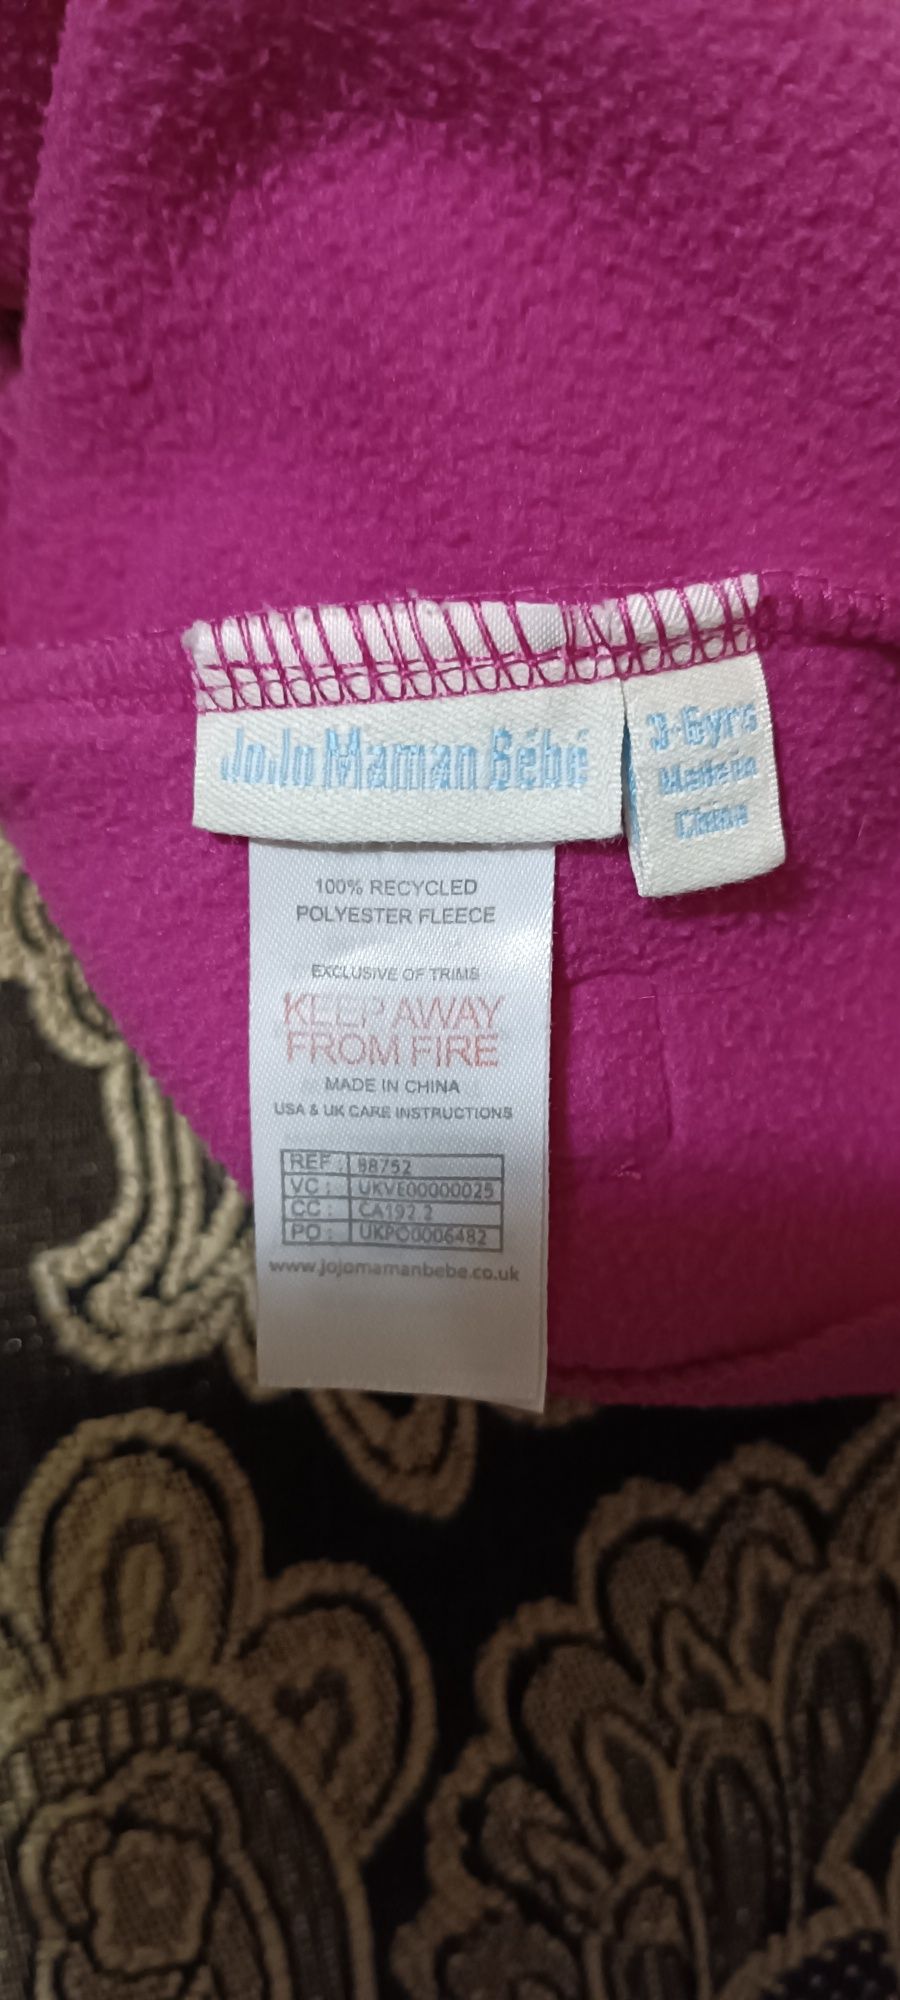 JoJo Maman Bébé
3-6yrs
Made in
China
100% RECYCLED
POLYESTER FLEECE
EXCLUSIVE OF TRIMS
KEEP AWAY
FROM FIRE
MADE IN CHINA
USA & UK CARE INSTRUCTIONS
REF : B8752
VC : UKVE00000025
CC : CA192.2
PO : UKPO0006482
www.jojomamanbebe.co.uk